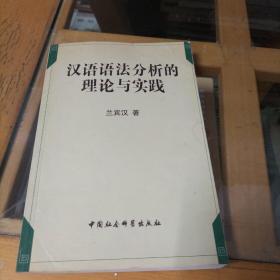 汉语语法分析的
理论与实践
兰宾汉 著
中国社会科学出版社